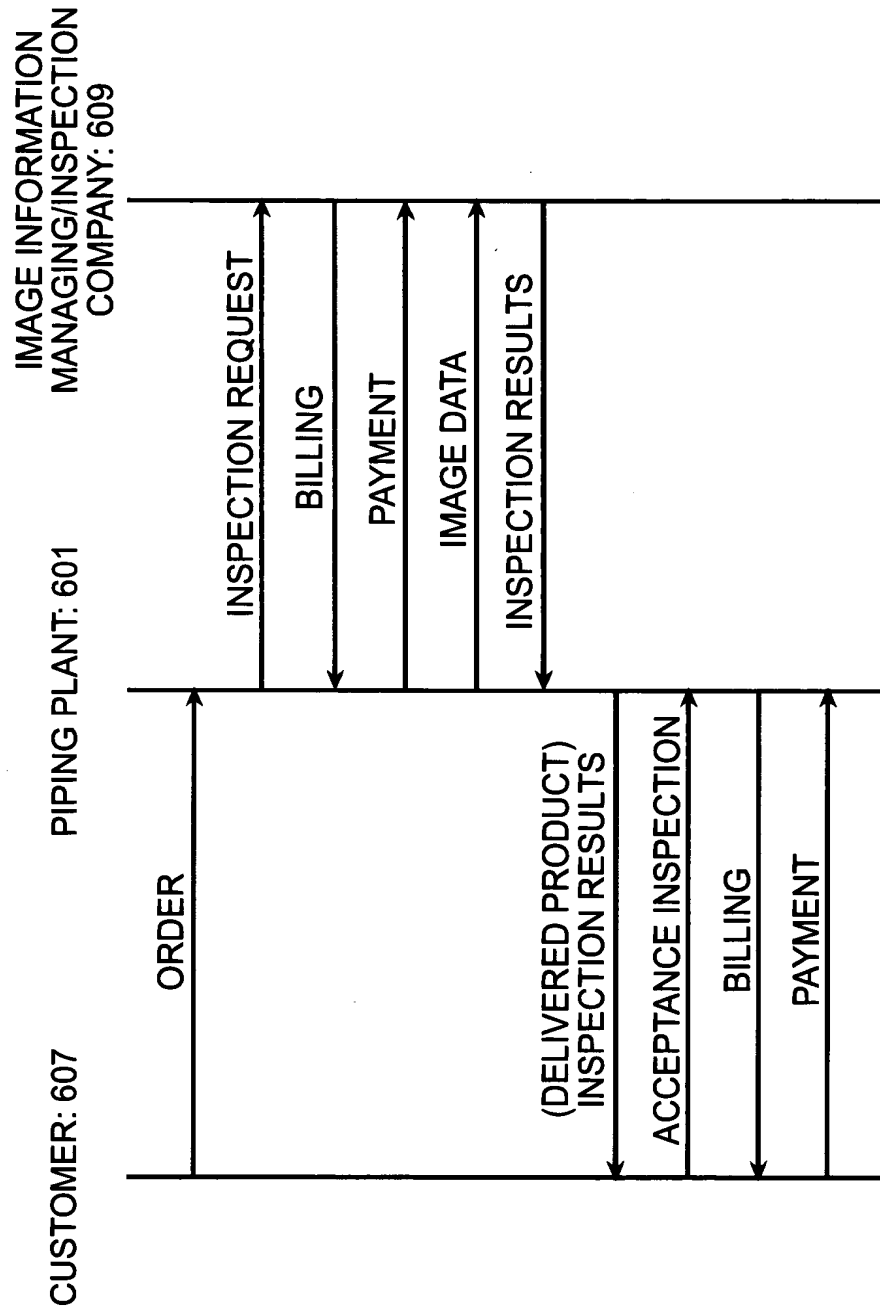 CUSTOMER: 607
PIPING PLANT: 601
IMAGE INFORMATION
MANAGING/INSPECTION
COMPANY: 609
ORDER
INSPECTION REQUEST
BILLING
PAYMENT
IMAGE DATA
INSPECTION RESULTS
(DELIVERED PRODUCT)
INSPECTION RESULTS
ACCEPTANCE INSPECTION
BILLING
PAYMENT